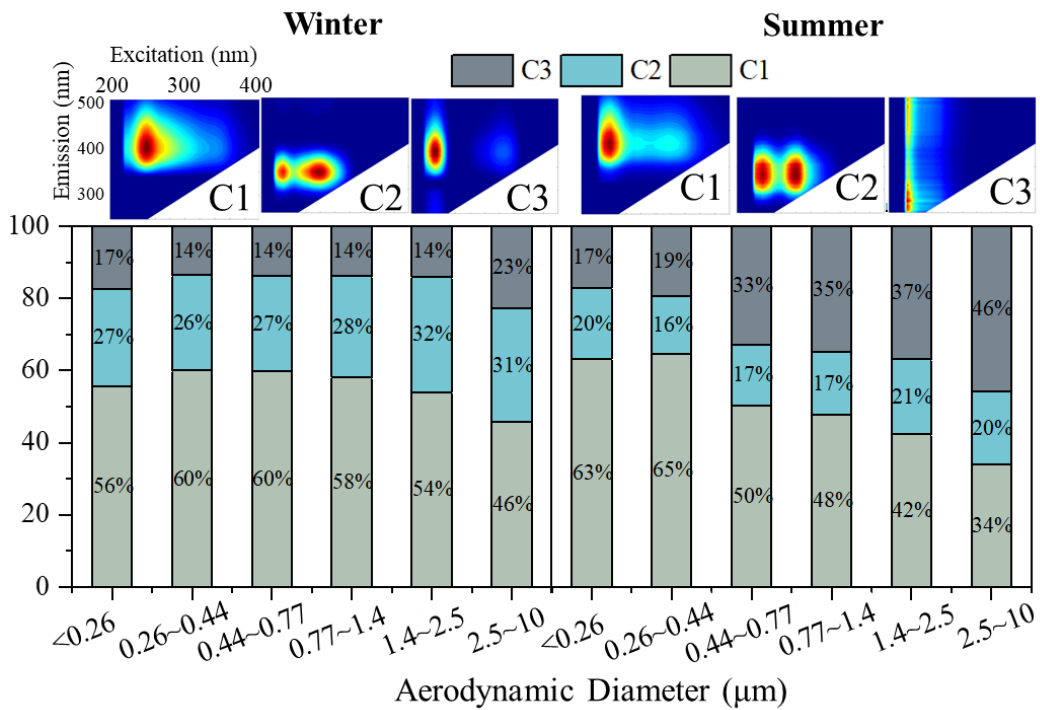 Winter
Summer
C3
C2
C1
Excitation (nm)
200 300 400
Emission (nm)
500
400
300
C1
C2
C3
C1
C2
C3
100
80
60
40
20
0
17% 14% 14% 14% 14% 23% 17% 19% 33% 35% 37% 46%
27% 26% 27% 28% 32% 31% 20% 16% 17% 17% 21% 20%
56% 60% 60% 58% 54% 46% 63% 65% 50% 48% 42% 34%
<0.26
0.26~0.44
0.44~0.77
0.77~1.4
1.4~2.5
2.5~10
<0.26
0.26~0.44
0.44~0.77
0.77~1.4
1.4~2.5
2.5~10
Aerodynamic Diameter (μm)